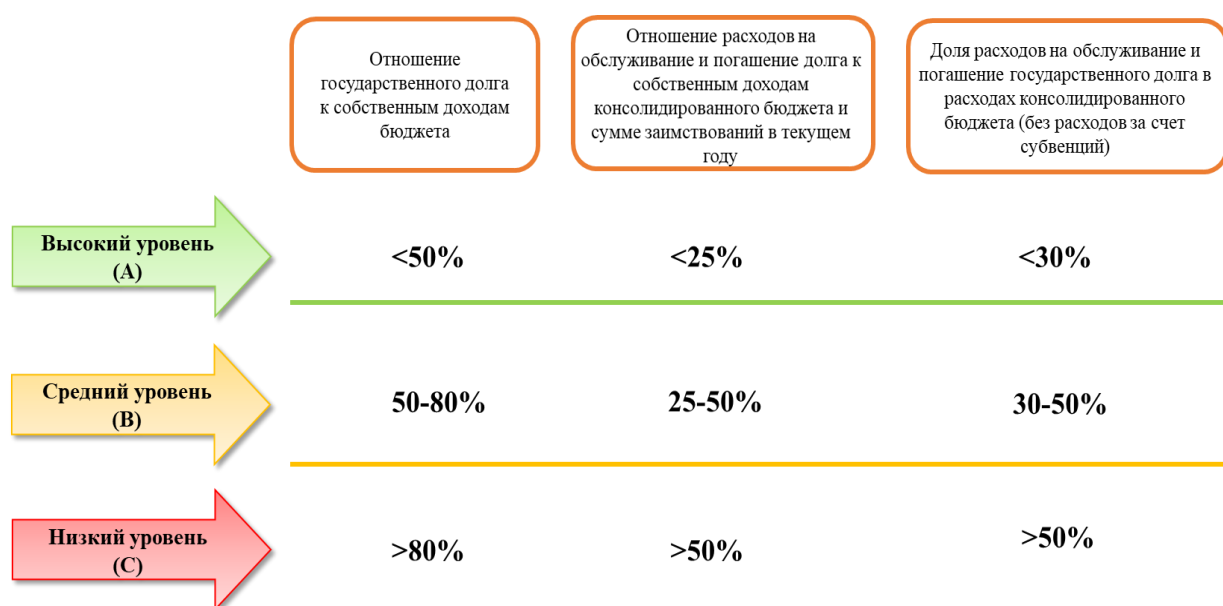 Отношение
государственного долга
к собственным доходам
бюджета
Отношение расходов на
обслуживание и погашение долга к
собственным доходам
консолидированного бюджета и
сумме заимствований в текущем
году
Доля расходов на обслуживание и
погашение государственного долга в
расходах консолидированного
бюджета (без расходов за счет
субвенций)
Высокий уровень
(A)
<50%
<25%
<30%
Средний уровень
(B)
50-80%
25-50%
30-50%
Низкий уровень
(C)
>80%
>50%
>50%